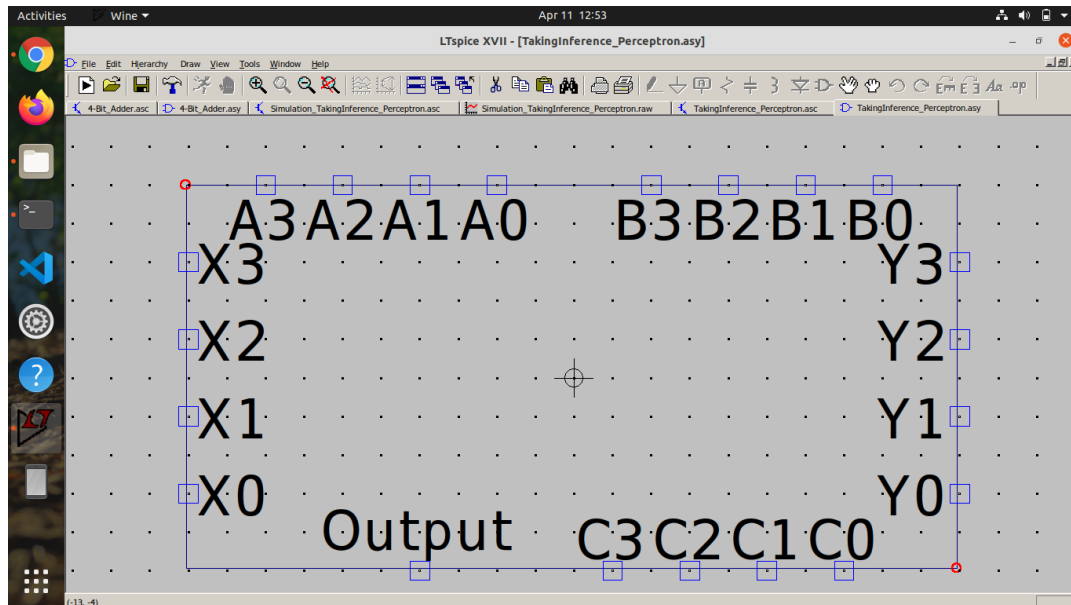 Activities Wine Apr 11 12:53
LTspice XVII - [TakingInference_Perceptron.asy]
File Edit Hierarchy Draw View Tools Window Help
4-Bit_Adder.asc 4-Bit_Adder.asy Simulation_TakingInference_Perceptron.asc Simulation_TakingInference_Perceptron.raw TakingInference_Perceptron.asc TakingInference_Perceptron.asy
A3 A2 A1 A0 B3 B2 B1 B0
X3 Y3
X2 Y2
X1 Y1
X0 Y0
Output C3 C2 C1 C0
(-13, -4)